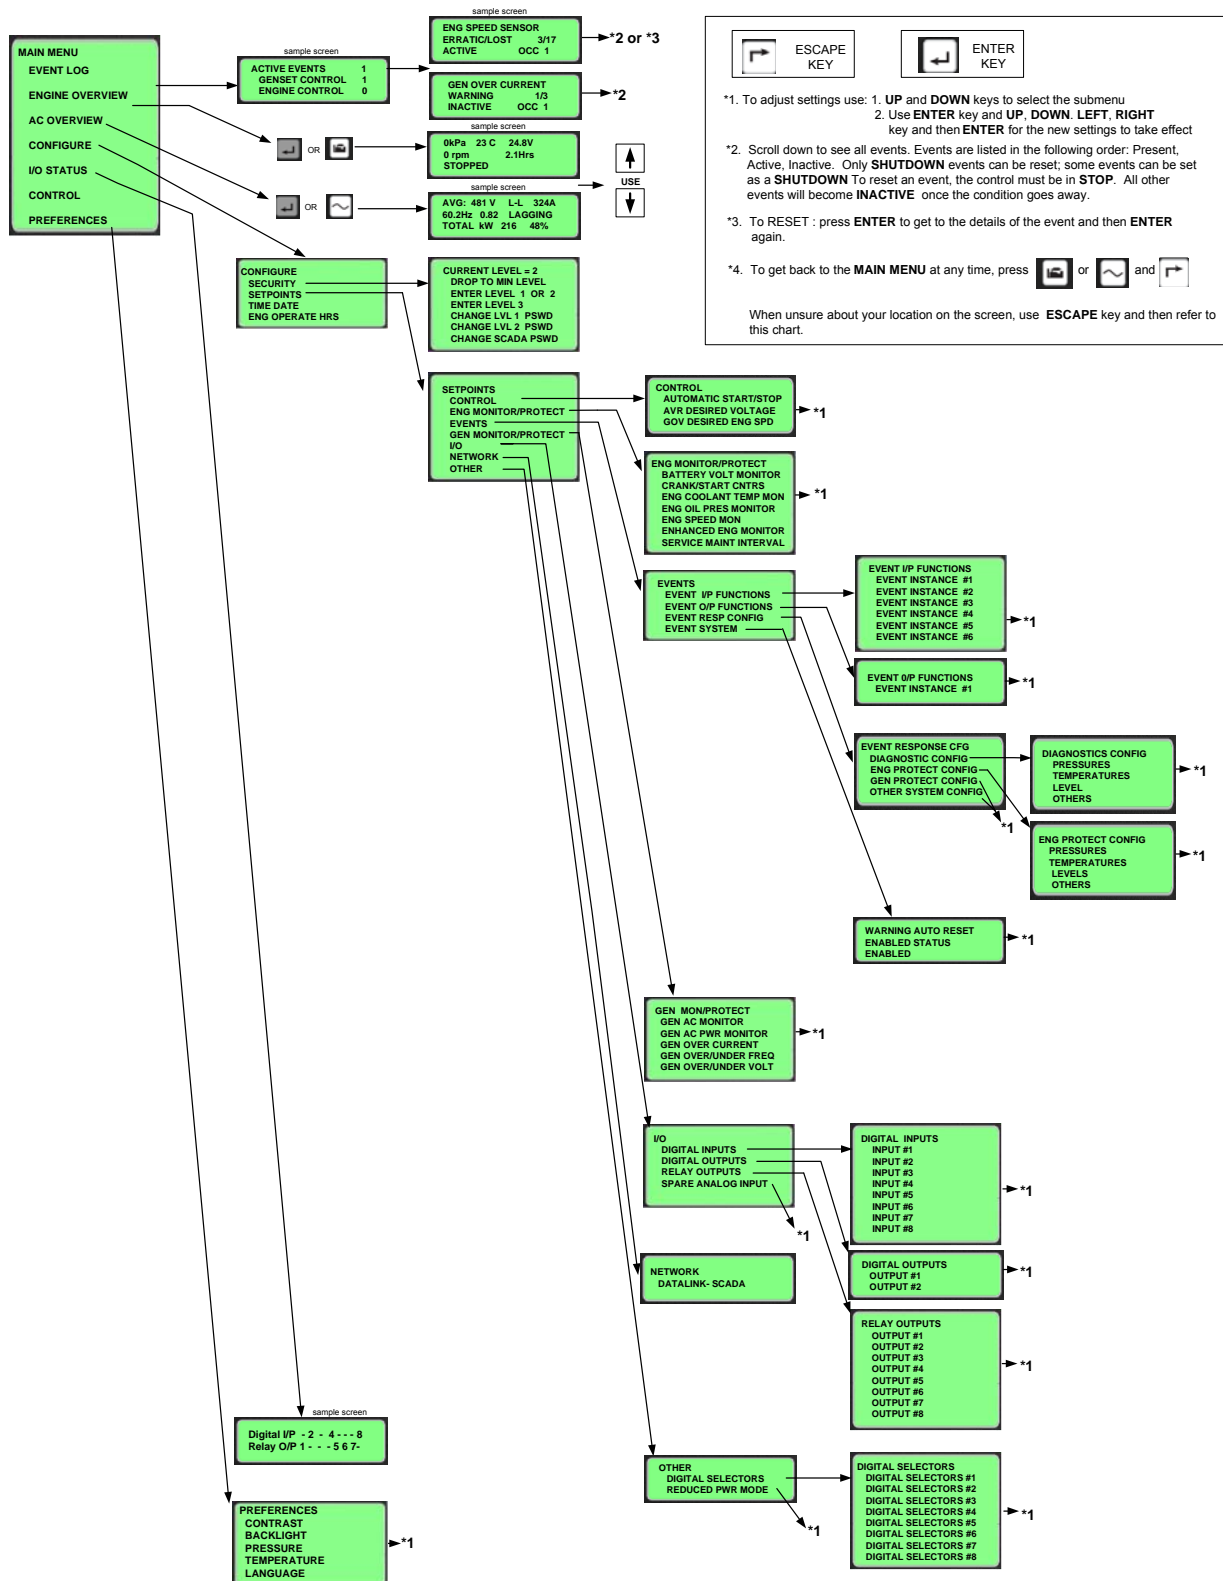 MAIN MENU
EVENT LOG
ENGINE OVERVIEW
AC OVERVIEW
CONFIGURE
I/O STATUS
CONTROL
PREFERENCES
sample screen
ACTIVE EVENTS 1
GENSET CONTROL 1
ENGINE CONTROL 0
sample screen
ENG SPEED SENSOR
ERRATIC/LOST 3/17
ACTIVE OCC 1
*2 or *3
GEN OVER CURRENT
WARNING 1/3
INACTIVE OCC 1
*2
OR
sample screen
0kPa 23 C 24.8V
0 rpm 2.1Hrs
STOPPED
OR
sample screen
AVG: 481 V L-L 324A
60.2Hz 0.82 LAGGING
TOTAL kW 216 48%
USE
ESCAPE
KEY
ENTER
KEY
*1. To adjust settings use: 1. UP and DOWN keys to select the submenu
2. Use ENTER key and UP, DOWN. LEFT, RIGHT
key and then ENTER for the new settings to take effect
*2. Scroll down to see all events. Events are listed in the following order: Present,
Active, Inactive. Only SHUTDOWN events can be reset; some events can be set
as a SHUTDOWN To reset an event, the control must be in STOP. All other
events will become INACTIVE once the condition goes away.
*3. To RESET : press ENTER to get to the details of the event and then ENTER
again.
*4. To get back to the MAIN MENU at any time, press or and
When unsure about your location on the screen, use ESCAPE key and then refer to
this chart.
CONFIGURE
SECURITY
SETPOINTS
TIME DATE
ENG OPERATE HRS
CURRENT LEVEL = 2
DROP TO MIN LEVEL
ENTER LEVEL 1 OR 2
ENTER LEVEL 3
CHANGE LVL 1 PSWD
CHANGE LVL 2 PSWD
CHANGE SCADA PSWD
SETPOINTS
CONTROL
ENG MONITOR/PROTECT
EVENTS
GEN MONITOR/PROTECT
I/O
NETWORK
OTHER
CONTROL
AUTOMATIC START/STOP
AVR DESIRED VOLTAGE
GOV DESIRED ENG SPD
*1
ENG MONITOR/PROTECT
BATTERY VOLT MONITOR
CRANK/START CNTRS
ENG COOLANT TEMP MON
ENG OIL PRES MONITOR
ENG SPEED MON
ENHANCED ENG MONITOR
SERVICE MAINT INTERVAL
*1
EVENTS
EVENT I/P FUNCTIONS
EVENT O/P FUNCTIONS
EVENT RESP CONFIG
EVENT SYSTEM
EVENT I/P FUNCTIONS
EVENT INSTANCE #1
EVENT INSTANCE #2
EVENT INSTANCE #3
EVENT INSTANCE #4
EVENT INSTANCE #5
EVENT INSTANCE #6
*1
EVENT 0/P FUNCTIONS
EVENT INSTANCE #1
*1
EVENT RESPONSE CFG
DIAGNOSTIC CONFIG
ENG PROTECT CONFIG
GEN PROTECT CONFIG
OTHER SYSTEM CONFIG
*1
DIAGNOSTICS CONFIG
PRESSURES
TEMPERATURES
LEVEL
OTHERS
*1
ENG PROTECT CONFIG
PRESSURES
TEMPERATURES
LEVELS
OTHERS
*1
WARNING AUTO RESET
ENABLED STATUS
ENABLED
*1
GEN MON/PROTECT
GEN AC MONITOR
GEN AC PWR MONITOR
GEN OVER CURRENT
GEN OVER/UNDER FREQ
GEN OVER/UNDER VOLT
*1
I/O
DIGITAL INPUTS
DIGITAL OUTPUTS
RELAY OUTPUTS
SPARE ANALOG INPUT
*1
DIGITAL INPUTS
INPUT #1
INPUT #2
INPUT #3
INPUT #4
INPUT #5
INPUT #6
INPUT #7
INPUT #8
*1
DIGITAL OUTPUTS
OUTPUT #1
OUTPUT #2
*1
NETWORK
DATALINK- SCADA
RELAY OUTPUTS
OUTPUT #1
OUTPUT #2
OUTPUT #3
OUTPUT #4
OUTPUT #5
OUTPUT #6
OUTPUT #7
OUTPUT #8
*1
sample screen
Digital I/P - 2 - 4 - - - 8
Relay O/P 1 - - - 5 6 7-
OTHER
DIGITAL SELECTORS
REDUCED PWR MODE
*1
DIGITAL SELECTORS
DIGITAL SELECTORS #1
DIGITAL SELECTORS #2
DIGITAL SELECTORS #3
DIGITAL SELECTORS #4
DIGITAL SELECTORS #5
DIGITAL SELECTORS #6
DIGITAL SELECTORS #7
DIGITAL SELECTORS #8
*1
PREFERENCES
CONTRAST
BACKLIGHT
PRESSURE
TEMPERATURE
LANGUAGE
*1